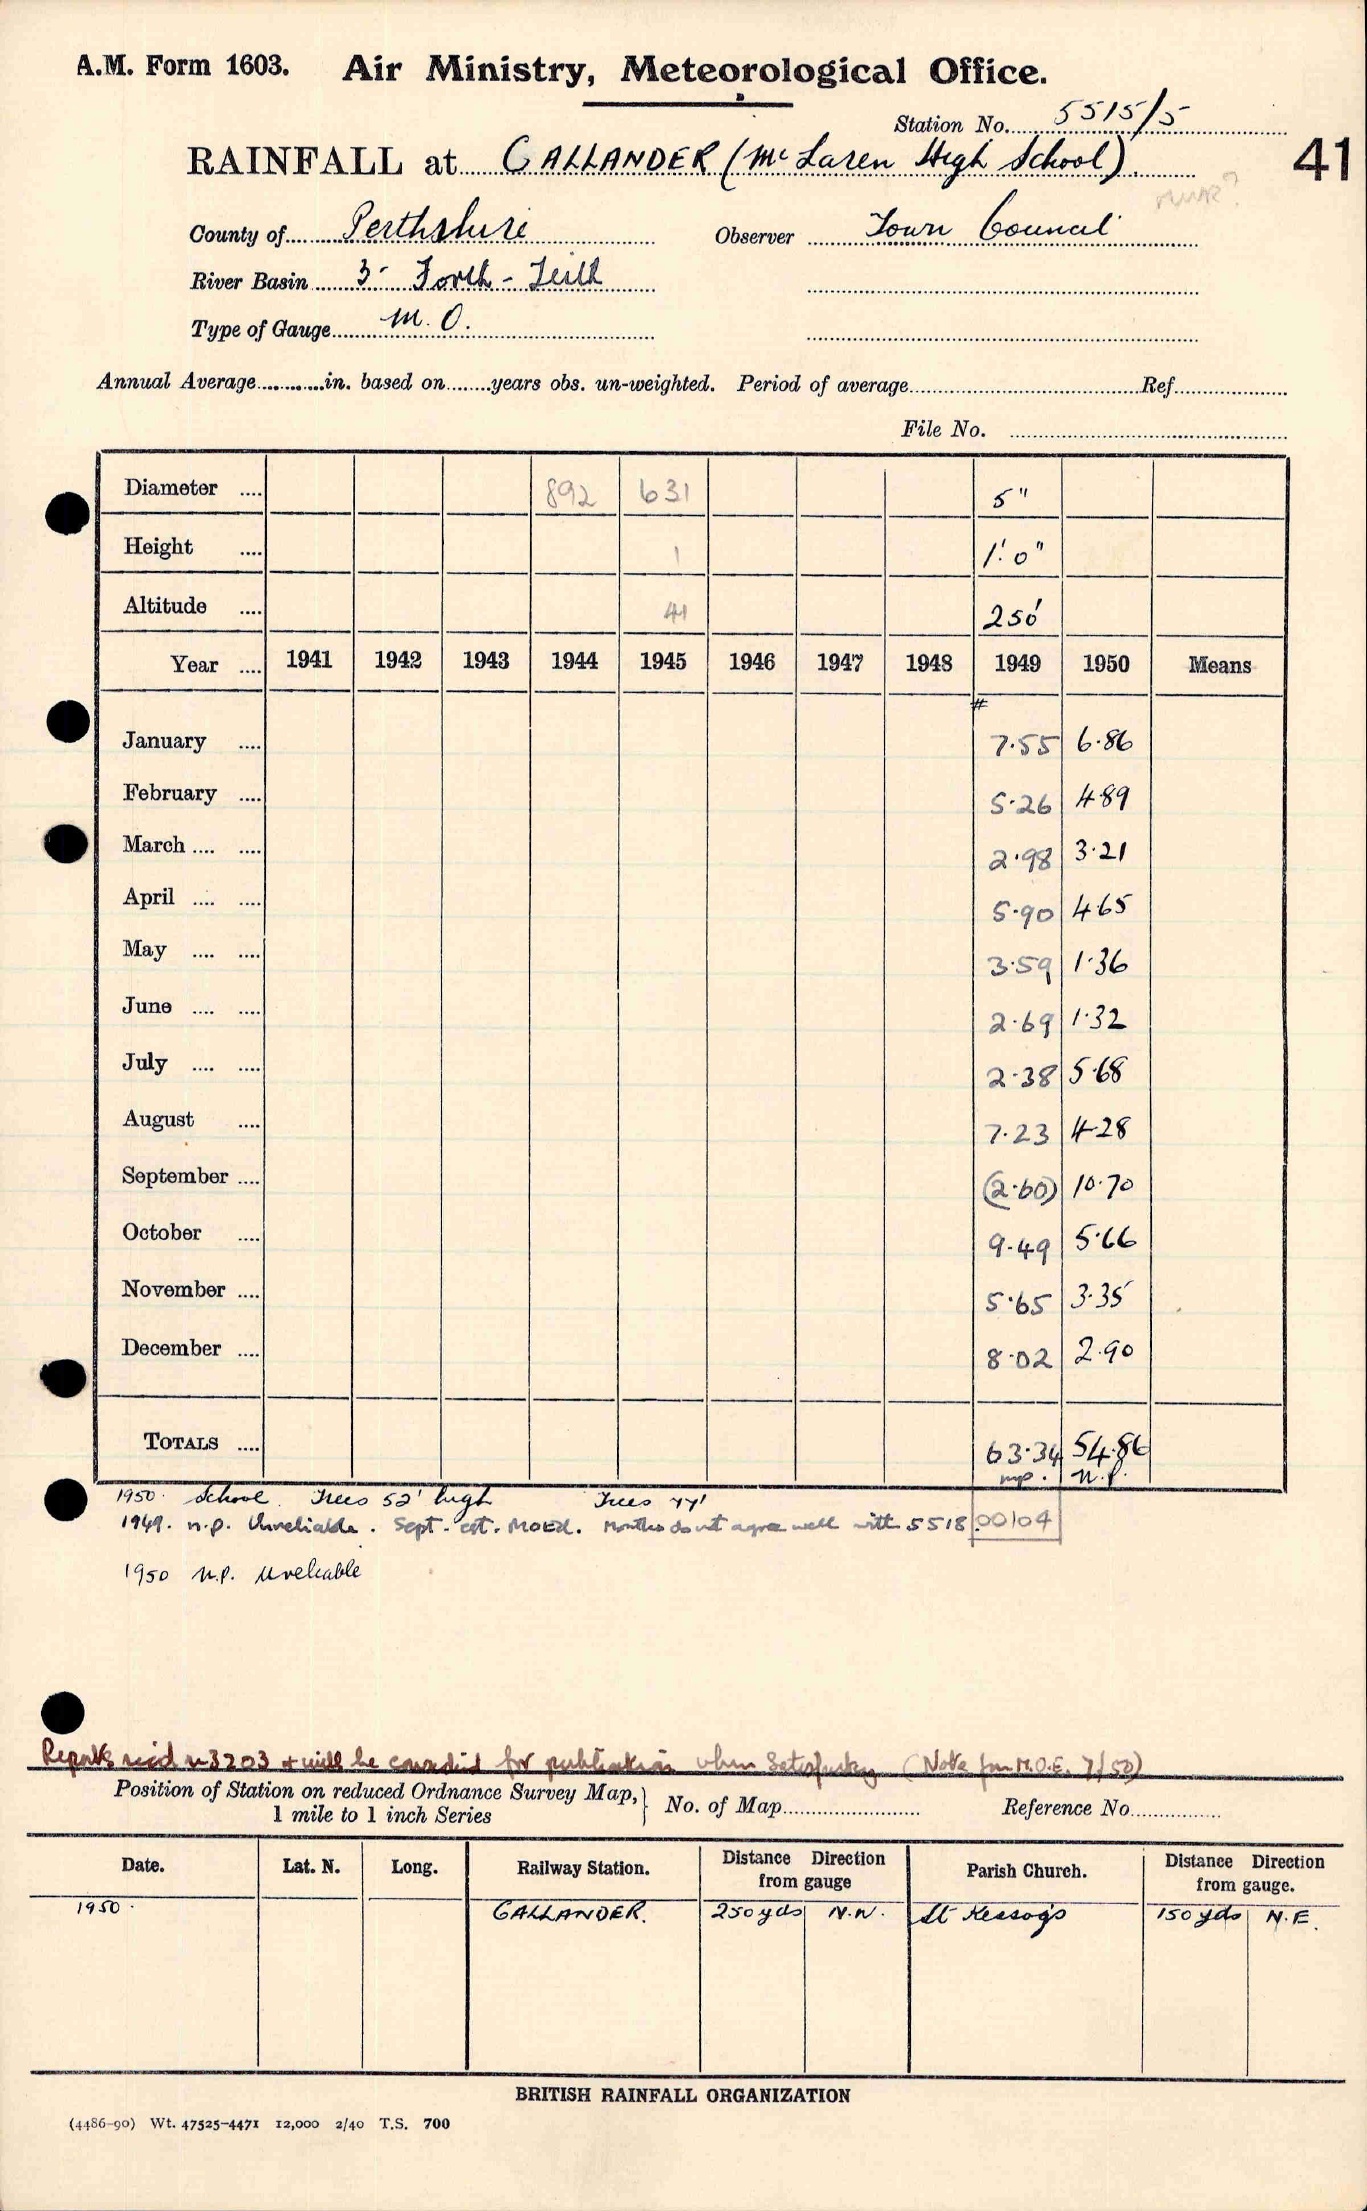 A.M. Form 1603. Air Ministry, Meteorological Office.
Station No. 5515/5
RAINFALL at CALLANDER (McLaren High School) 41
County of Perthshire Observer Town Council
River Basin 3- Forth - Teith
Type of Gauge M.O.
Annual Average in. based on years obs. un-weighted. Period of average Ref
File No.
Diameter .... 892 631 5"
Height .... 1 1'.0"
Altitude .... 41 250'
Year .... 1941 1942 1943 1944 1945 1946 1947 1948 1949 1950 Means
#
January .... 7.55 6.86
February .... 5.26 4.89
March .... .... 2.98 3.21
April .... .... 5.90 4.65
May .... .... 3.59 1.36
June .... .... 2.69 1.32
July .... .... 2.38 5.68
August .... 7.23 4.28
September .... (2.60) 10.70
October .... 9.49 5.66
November .... 5.65 3.35
December .... 8.02 2.90
TOTALS .... 63.34 54.86
np. n.p.
1950. School. Trees 52' high Trees 77'
1949. n.p. Unreliable. Sept. est. MOEd. Months do not agree well with 5518 00104
1950 n.p. Unreliable
Reports recd in 3203 + will be considered for publication when satisfactory (Note from M.O.E. 7/50)
Position of Station on reduced Ordnance Survey Map, 1 mile to 1 inch Series } No. of Map Reference No.
Date. Lat. N. Long. Railway Station. Distance Direction from gauge Parish Church. Distance Direction from gauge.
1950. CALLANDER. 250 yds N.W. St Kessog's 150 yds N.E.
BRITISH RAINFALL ORGANIZATION
(4486-90) Wt. 47525-4471 12,000 2/40 T.S. 700